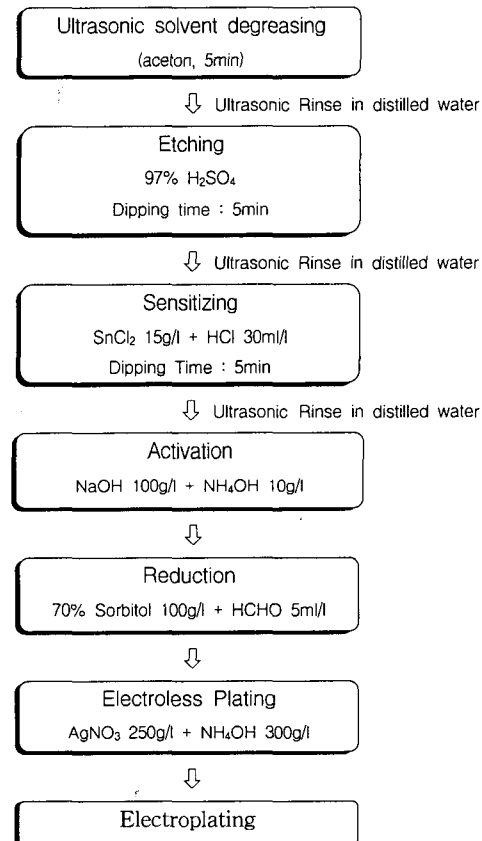 Ultrasonic solvent degreasing
(aceton, 5min)
⇩ Ultrasonic Rinse in distilled water
Etching
97% H₂SO₄
Dipping time : 5min
⇩ Ultrasonic Rinse in distilled water
Sensitizing
SnCl₂ 15g/l + HCl 30ml/l
Dipping Time : 5min
⇩ Ultrasonic Rinse in distilled water
Activation
NaOH 100g/l + NH₄OH 10g/l
⇩
Reduction
70% Sorbitol 100g/l + HCHO 5ml/l
⇩
Electroless Plating
AgNO₃ 250g/l + NH₄OH 300g/l
⇩
Electroplating